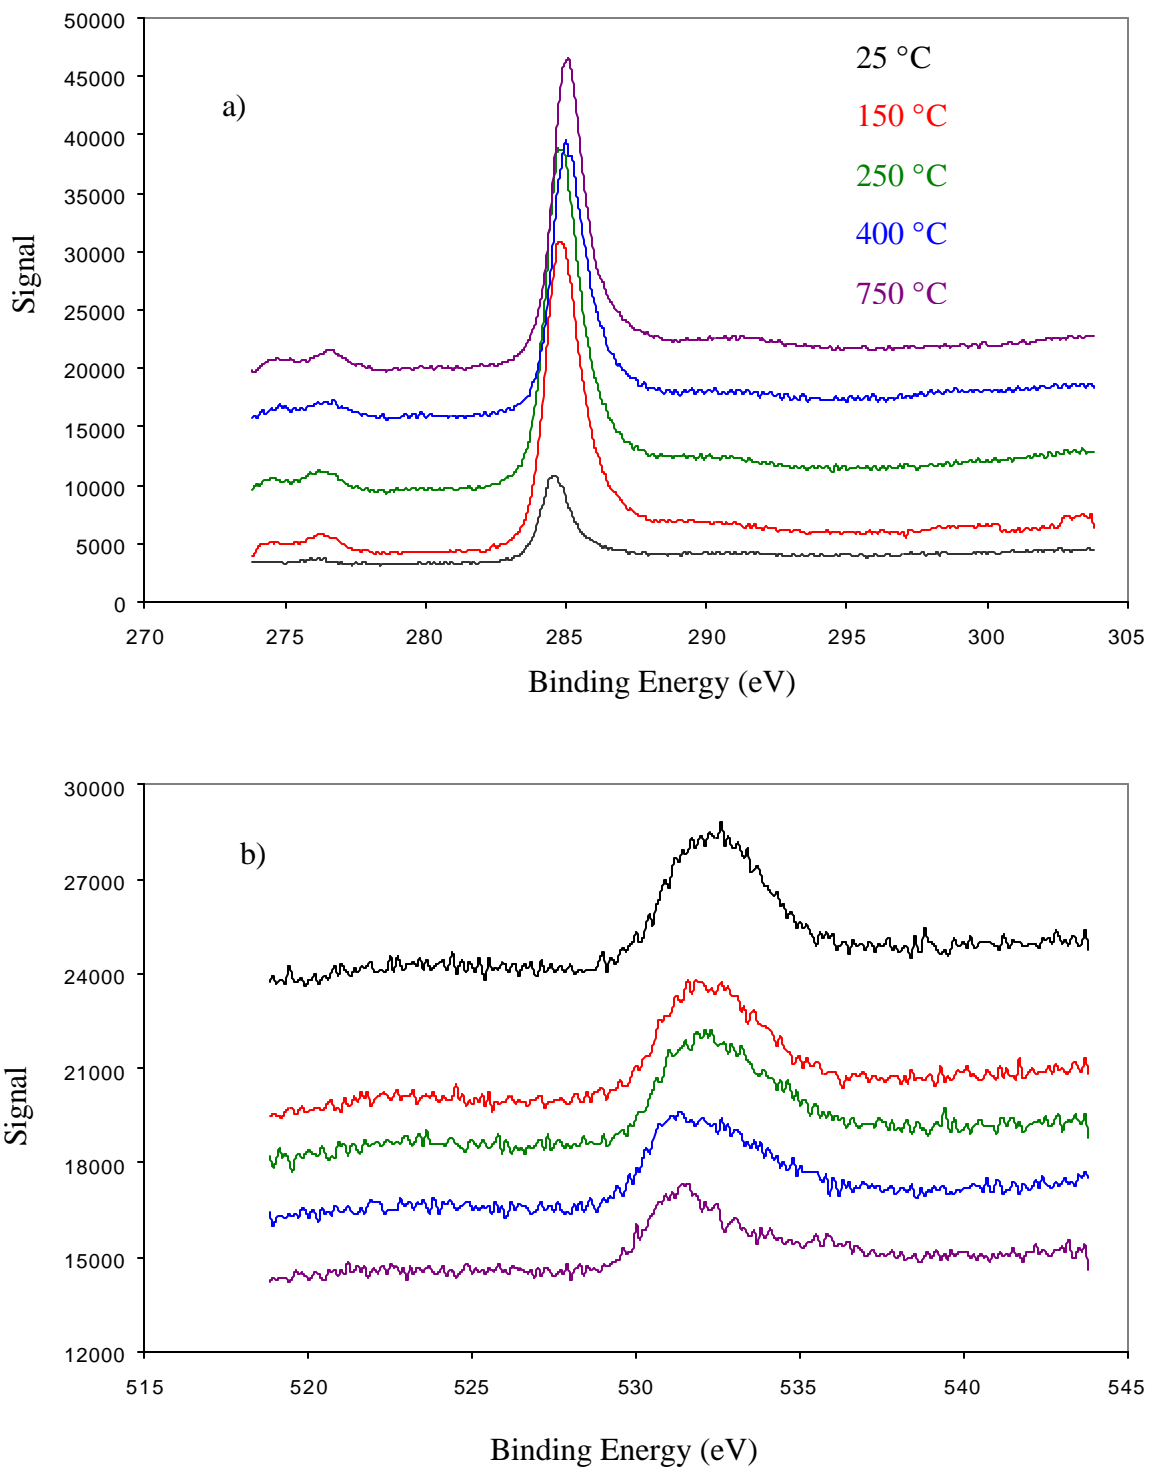 50000
45000
40000
35000
30000
25000
20000
15000
10000
5000
0
Signal
a)
25 °C
150 °C
250 °C
400 °C
750 °C
270 275 280 285 290 295 300 305
Binding Energy (eV)
30000
27000
24000
21000
18000
15000
12000
Signal
b)
515 520 525 530 535 540 545
Binding Energy (eV)